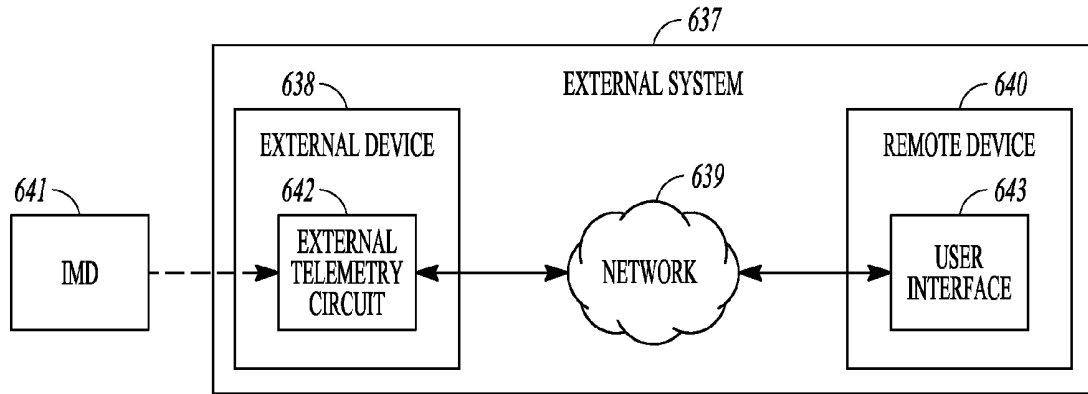 637
EXTERNAL SYSTEM
638
EXTERNAL DEVICE
640
REMOTE DEVICE
641
IMD
642
EXTERNAL
TELEMETRY
CIRCUIT
639
NETWORK
643
USER
INTERFACE